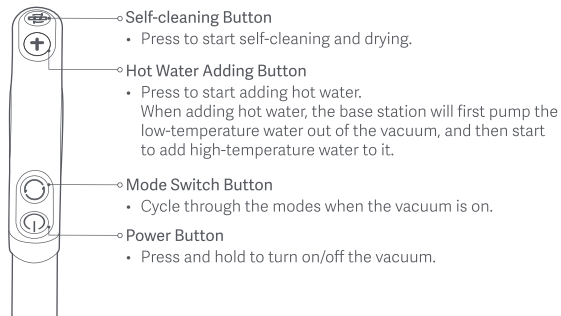 Self-cleaning Button
• Press to start self-cleaning and drying.
Hot Water Adding Button
• Press to start adding hot water.
When adding hot water, the base station will first pump the
low-temperature water out of the vacuum, and then start
to add high-temperature water to it.
Mode Switch Button
• Cycle through the modes when the vacuum is on.
Power Button
• Press and hold to turn on/off the vacuum.